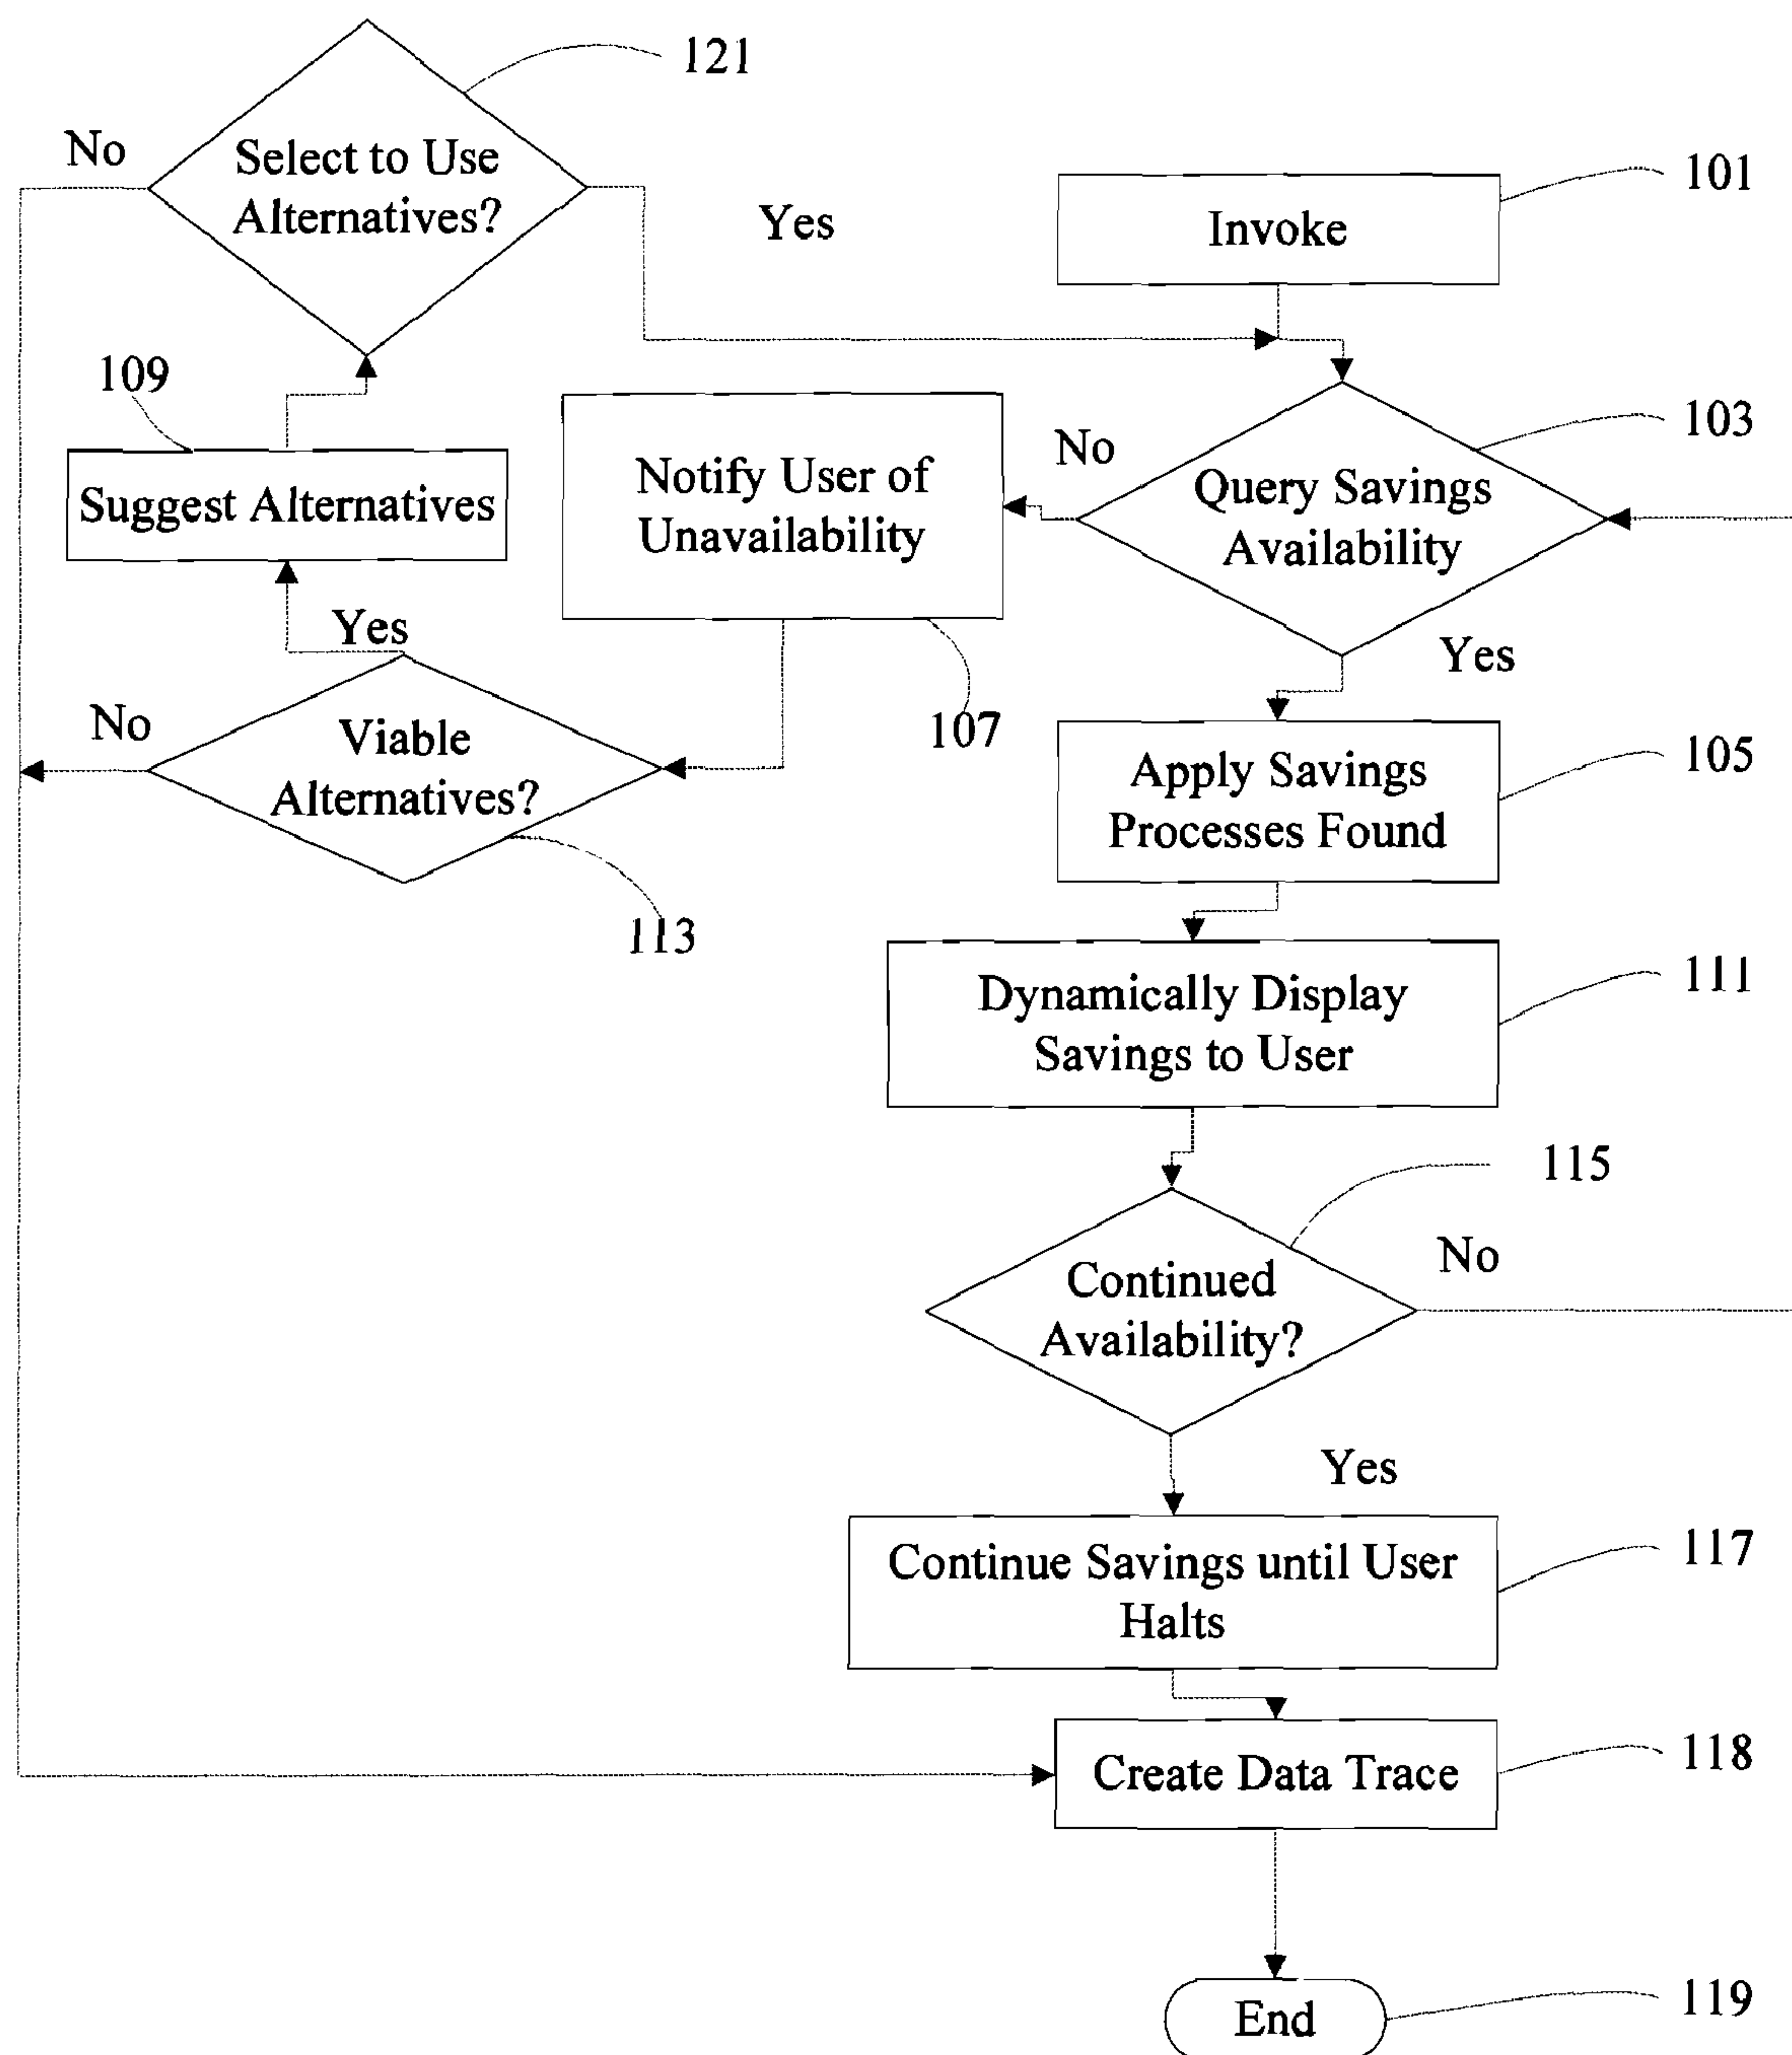 121
No
Select to Use
Alternatives?
Yes
101
Invoke
109
Suggest Alternatives
Notify User of
Unavailability
No
103
Query Savings
Availability
Yes
Yes
No
Viable
Alternatives?
107
113
105
Apply Savings
Processes Found
111
Dynamically Display
Savings to User
115
Continued
Availability?
No
Yes
117
Continue Savings until User
Halts
118
Create Data Trace
119
End